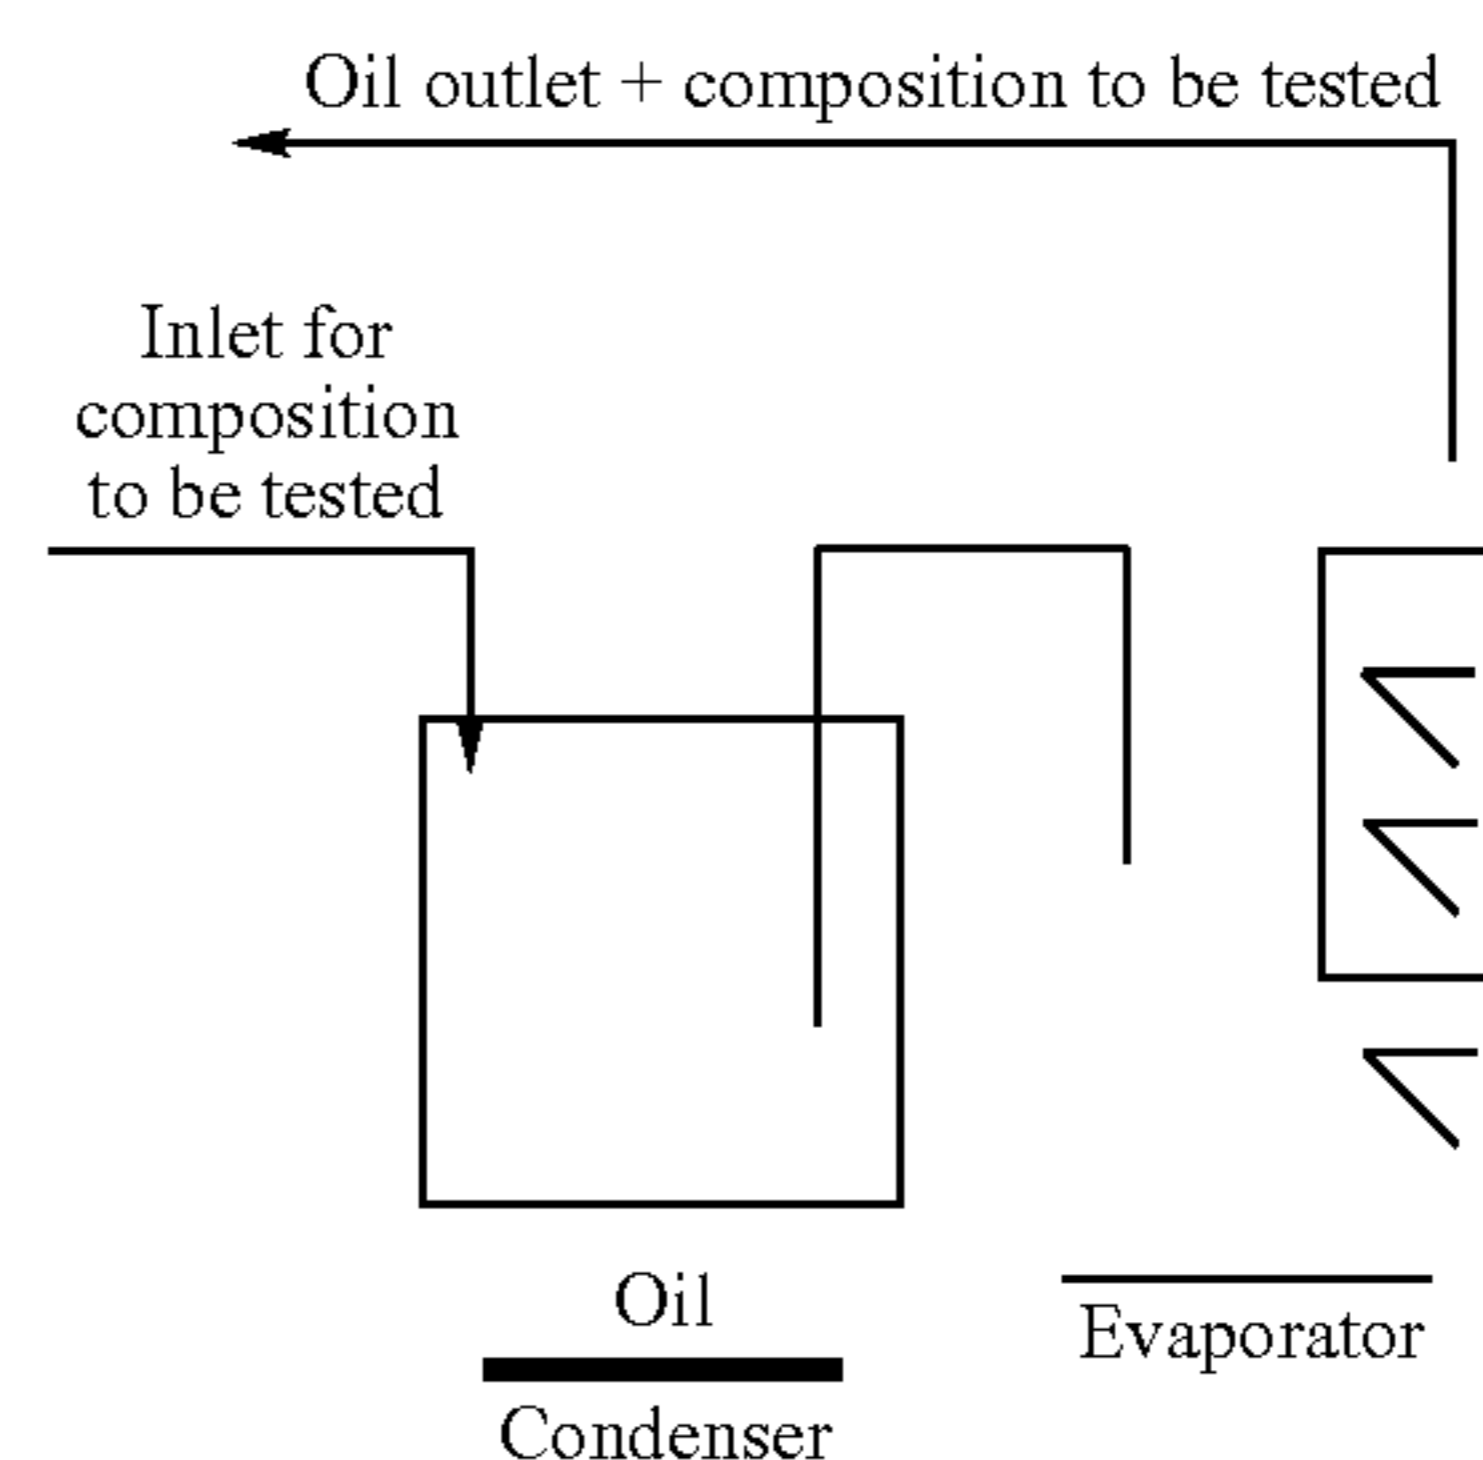 Oil outlet + composition to be tested
Inlet for
composition
to be tested
Oil
Condenser
Evaporator